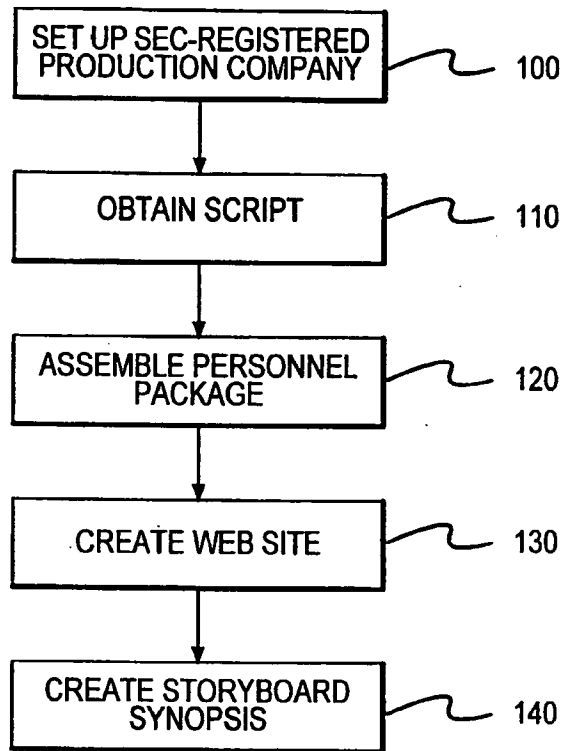 SET UP SEC-REGISTERED
PRODUCTION COMPANY
100
OBTAIN SCRIPT
110
ASSEMBLE PERSONNEL
PACKAGE
120
CREATE WEB SITE
130
CREATE STORYBOARD
SYNOPSIS
140